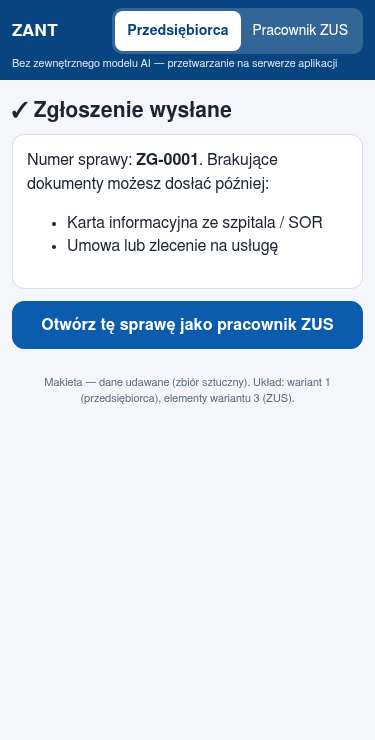 ZANT
Przedsiębiorca
Pracownik ZUS
Bez zewnętrznego modelu AI — przetwarzanie na serwerze aplikacji
✓ Zgłoszenie wysłane
Numer sprawy: ZG-0001. Brakujące
dokumenty możesz dosłać później:
• Karta informacyjna ze szpitala / SOR
• Umowa lub zlecenie na usługę
Otwórz tę sprawę jako pracownik ZUS
Makieta — dane udawane (zbiór sztuczny). Układ: wariant 1
(przedsiębiorca), elementy wariantu 3 (ZUS).